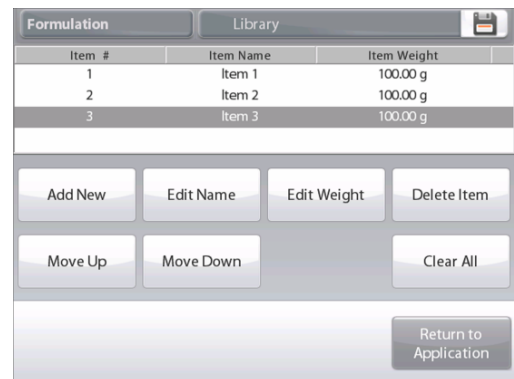 Formulation Library
Item # Item Name Item Weight
1 Item 1 100.00 g
2 Item 2 100.00 g
3 Item 3 100.00 g
Add New Edit Name Edit Weight Delete Item
Move Up Move Down Clear All
Return to
Application